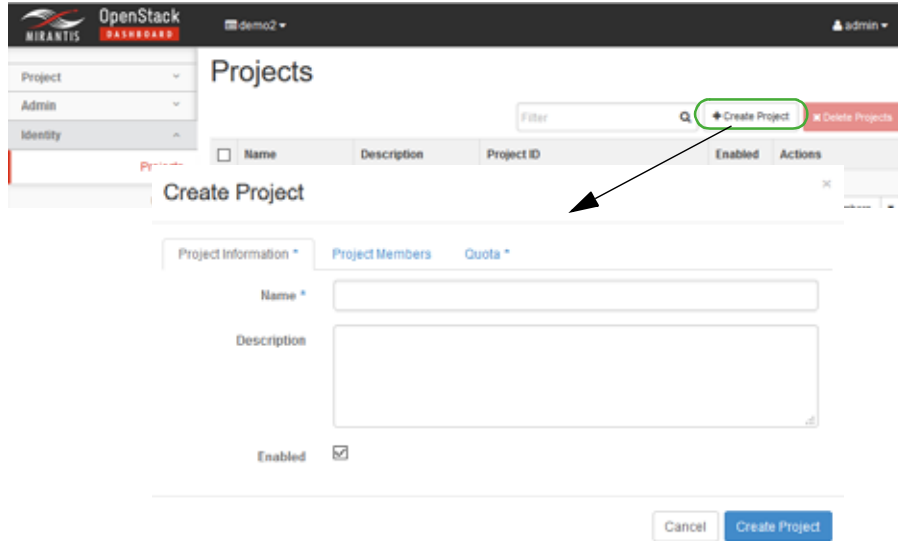 MIRANTIS
OpenStack
DASHBOARD
demo2
admin
Project
Admin
Identity
Projects
Projects
Filter
Create Project
Delete Projects
Name Description Project ID Enabled Actions
Create Project
×
Project Information * Project Members Quota *
Name *
Description
Enabled
Cancel Create Project